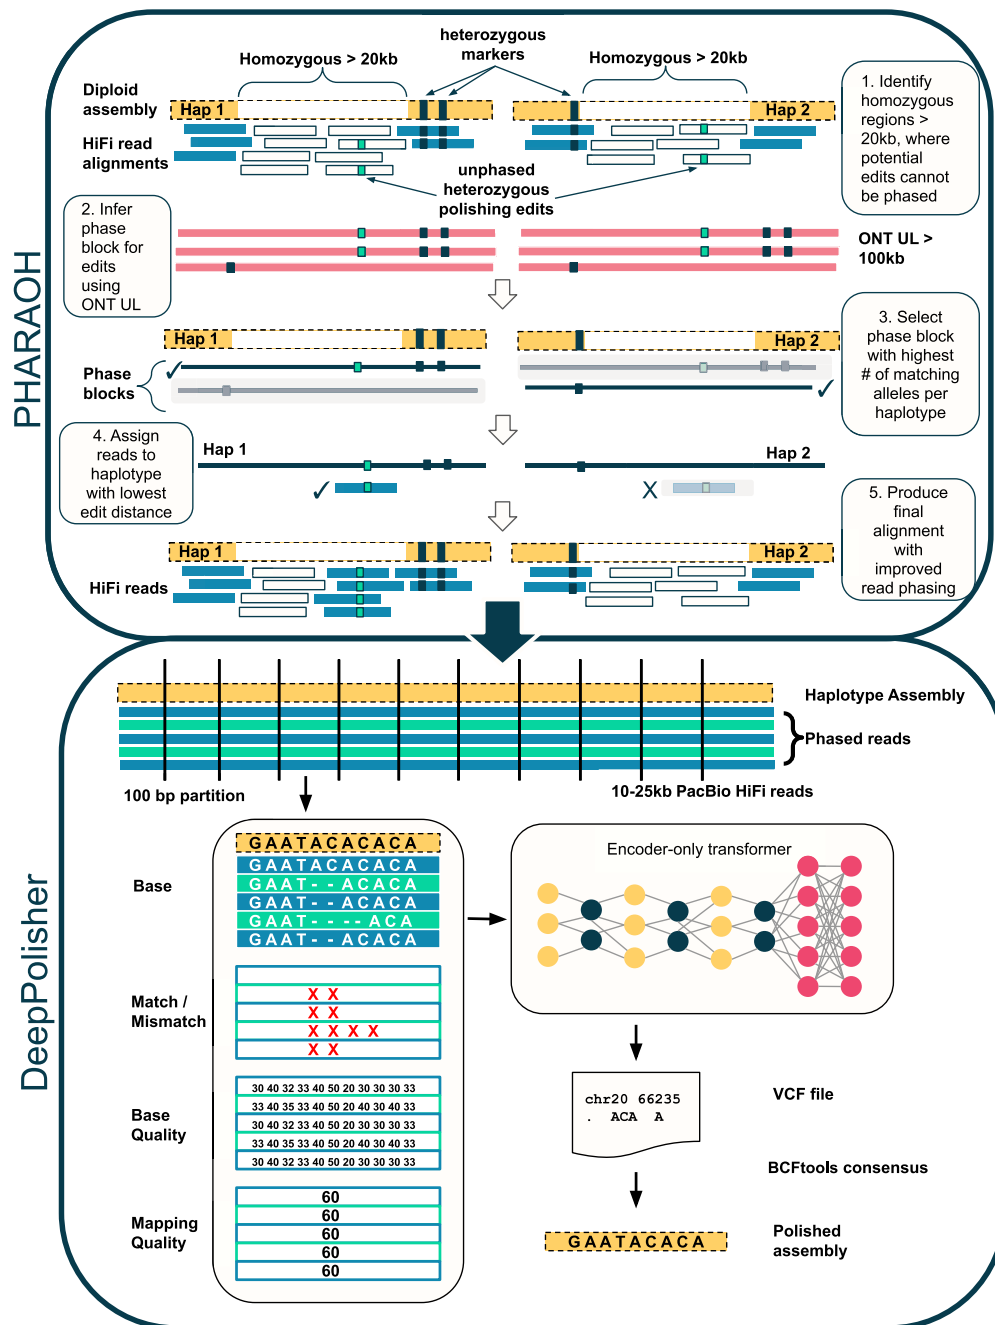 PHARAOH
heterozygous
markers
Homozygous > 20kb
Homozygous > 20kb
Diploid
assembly
Hap 1
Hap 2
HiFi read
alignments
unphased
heterozygous
polishing edits
1. Identify
homozygous
regions >
20kb, where
potential
edits cannot
be phased
2. Infer
phase
block for
edits
using
ONT UL
ONT UL >
100kb
Hap 1
Hap 2
Phase
blocks
✓
✓
3. Select
phase block
with highest
# of matching
alleles per
haplotype
4. Assign
reads to
haplotype
with lowest
edit distance
Hap 1
Hap 2
✓
X
5. Produce
final
alignment
with
improved
read phasing
Hap 1
Hap 2
HiFi reads
DeepPolisher
Haplotype Assembly
Phased reads
100 bp partition
10-25kb PacBio HiFi reads
Base
GAATACACACA
GAATACACACA
GAAT--ACACA
GAAT--ACACA
GAAT----ACA
GAAT--ACACA
Match /
Mismatch
X X
X X
X X X X
X X
Base
Quality
30 40 32 33 40 50 20 30 30 30 33
33 40 35 33 40 50 20 40 30 40 33
30 40 32 33 40 50 20 30 30 30 33
33 40 35 33 40 50 20 40 30 40 33
30 40 32 33 40 50 20 30 30 30 33
Mapping
Quality
60
60
60
60
60
Encoder-only transformer
chr20 66235
. ACA A
VCF file
BCFtools consensus
GAATACACA
Polished
assembly